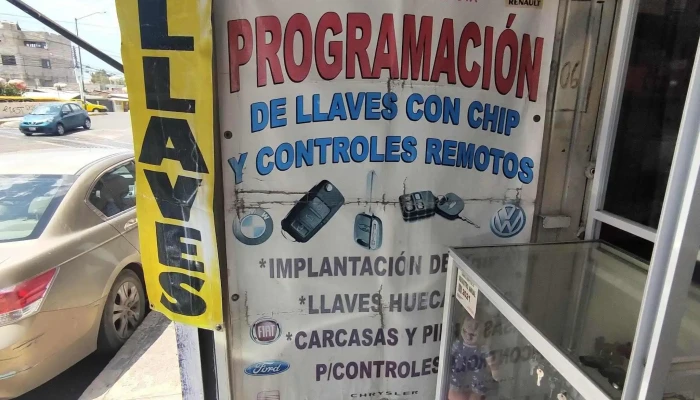 RENAULT
LLAVES
PROGRAMACIÓN
DE LLAVES CON CHIP
Y CONTROLES REMOTOS
*IMPLANTACIÓN DE
*LLAVES HUECA
FIAT
*CARCASAS Y PI
Ford
P/CONTROLES
CHRYSLER